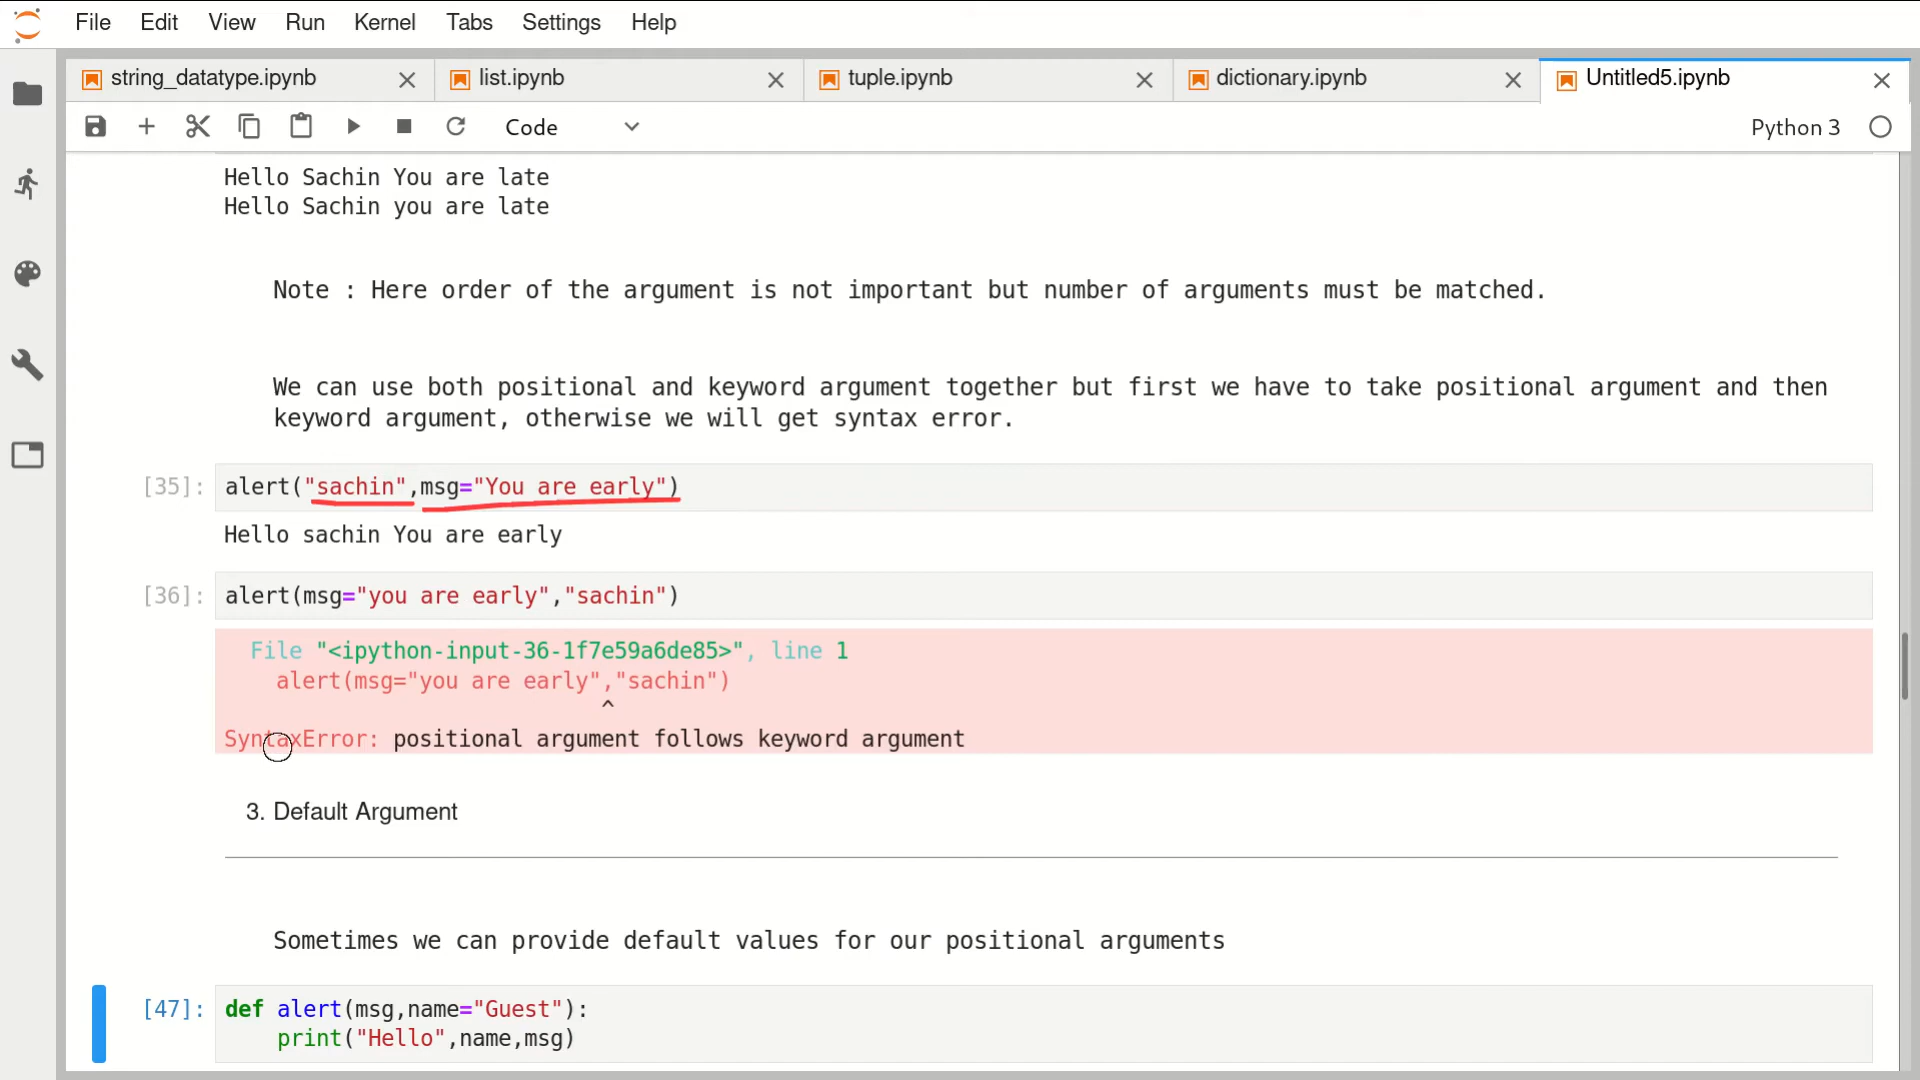 File Edit View Run Kernel Tabs Settings Help
string_datatype.ipynb list.ipynb tuple.ipynb dictionary.ipynb Untitled5.ipynb
Code Python 3
Hello Sachin You are late
Hello Sachin you are late
Note : Here order of the argument is not important but number of arguments must be matched.
We can use both positional and keyword argument together but first we have to take positional argument and then
keyword argument, otherwise we will get syntax error.
[35]: alert("sachin",msg="You are early")
Hello sachin You are early
[36]: alert(msg="you are early","sachin")
File "<ipython-input-36-1f7e59a6de85>", line 1
alert(msg="you are early","sachin")
^
SyntaxError: positional argument follows keyword argument
3. Default Argument
Sometimes we can provide default values for our positional arguments
[47]: def alert(msg,name="Guest"):
print("Hello",name,msg)